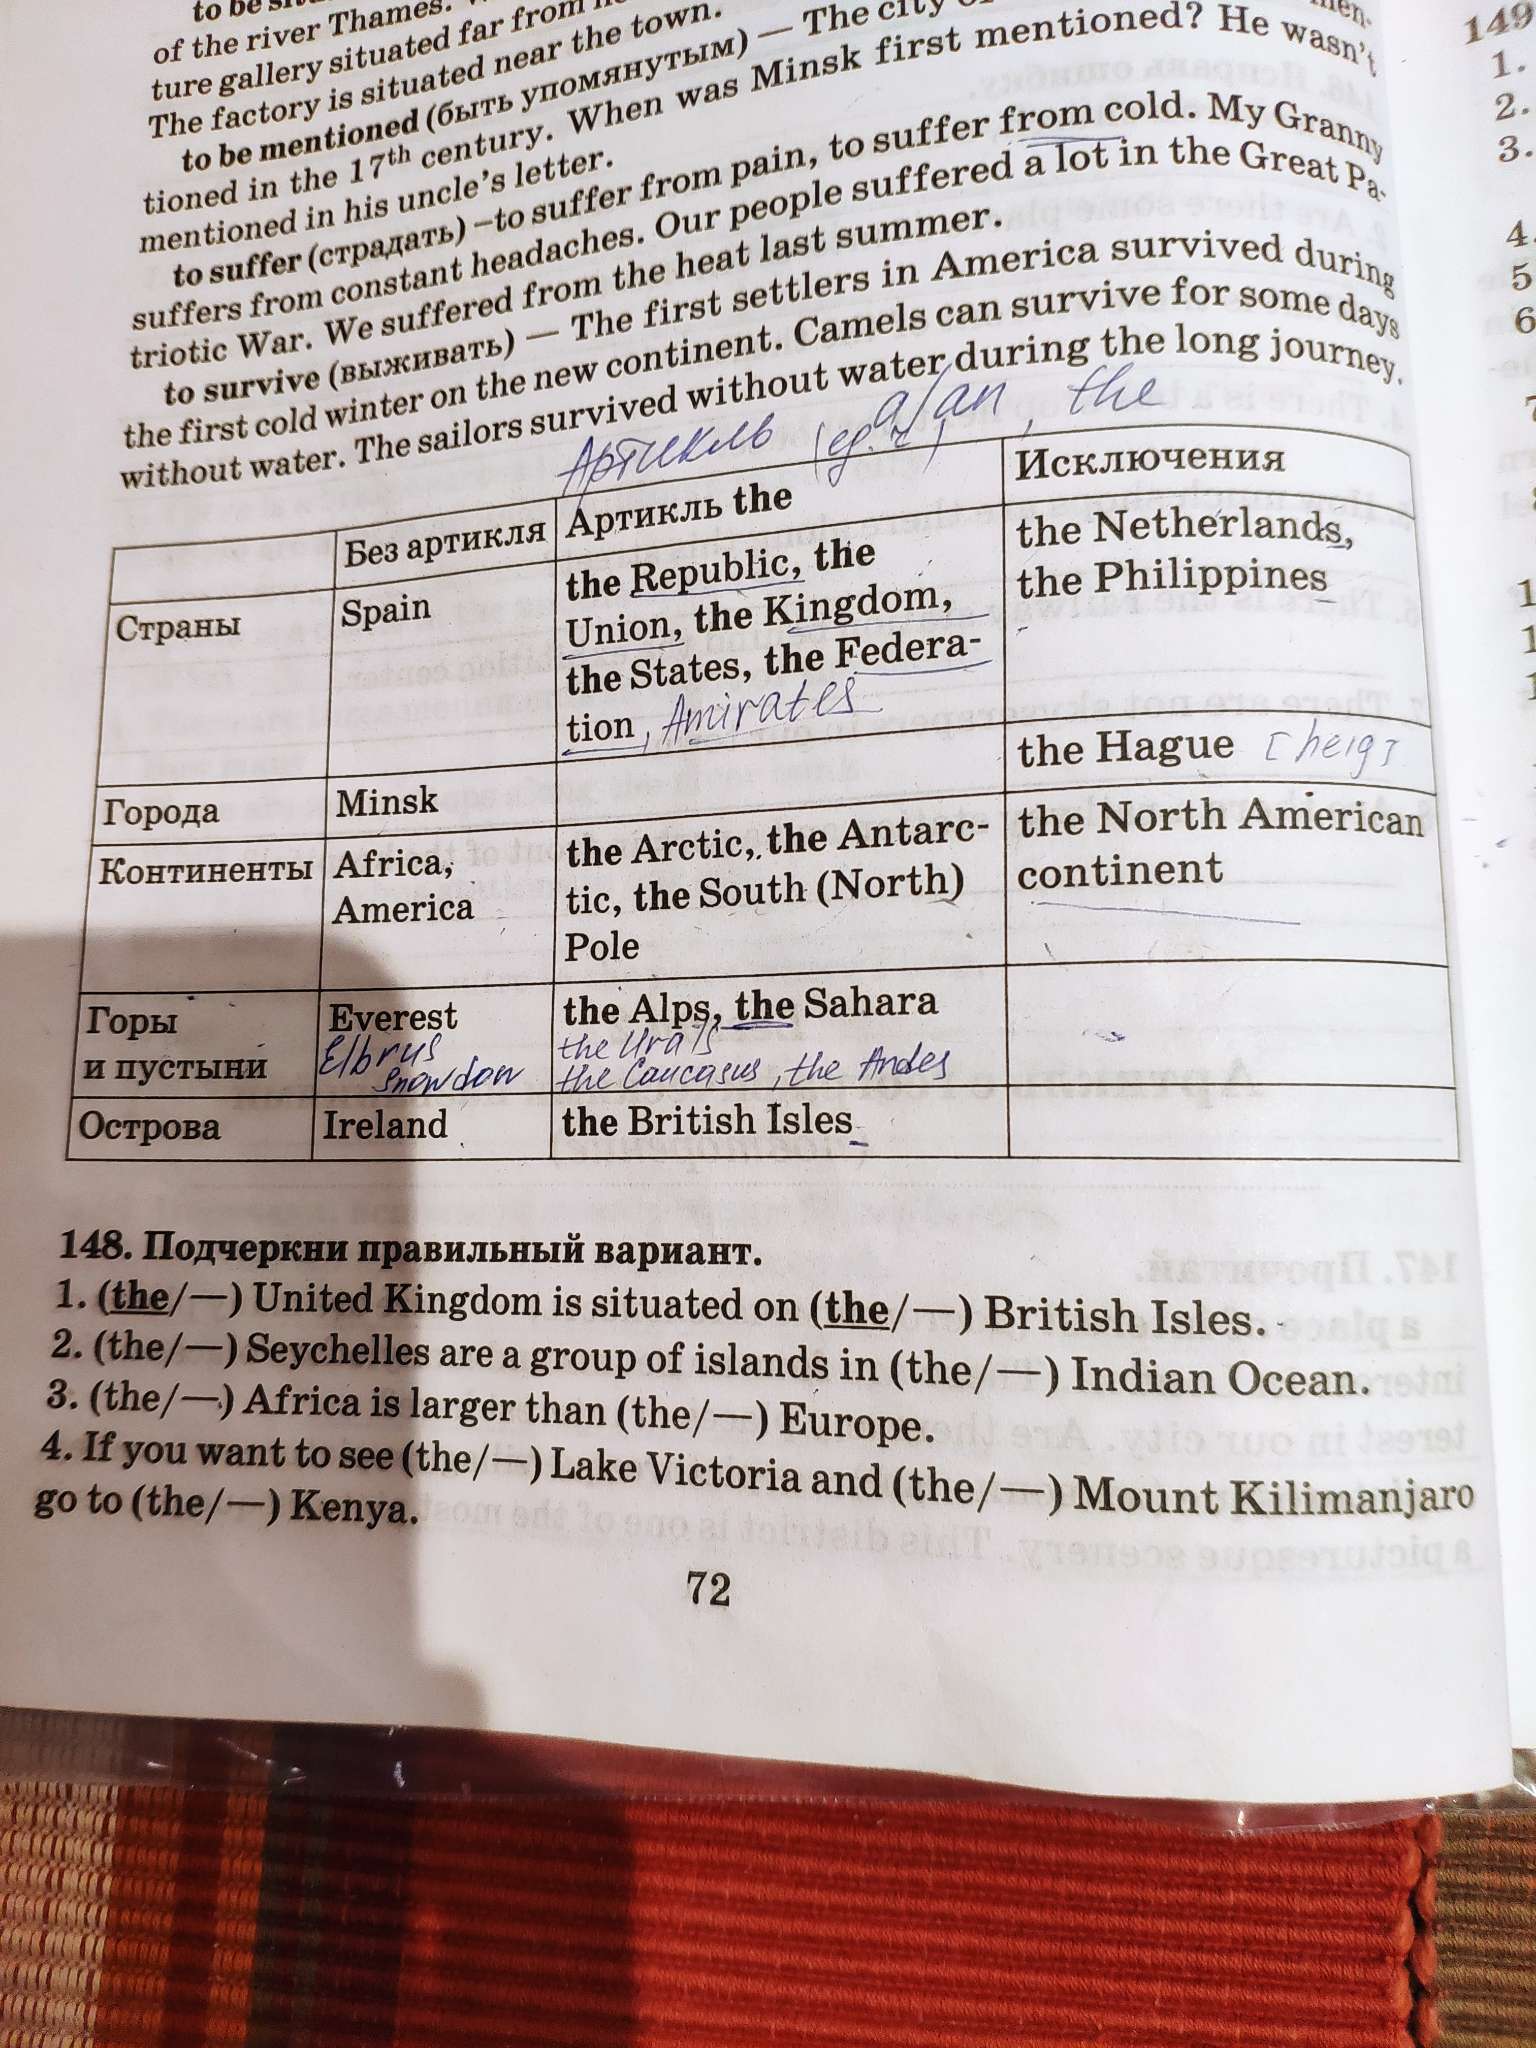 of the river Thames.
ture gallery situated far from
The factory is situated near the town.
to be mentioned (быть упомянутым) — The city
tioned in the 17th century. When was Minsk first mentioned? He wasn't
mentioned in his uncle's letter.
to suffer (страдать) –to suffer from pain, to suffer from cold. My Granny
suffers from constant headaches. Our people suffered a lot in the Great Pa-
triotic War. We suffered from the heat last summer.
to survive (выживать) — The first settlers in America survived during
the first cold winter on the new continent. Camels can survive for some days
without water. The sailors survived without water during the long journey.
Артикль (ед.ч) a/an, the
Без артикля Артикль the Исключения
Страны Spain the Republic, the the Netherlands,
Union, the Kingdom, the Philippines
the States, the Federa-
tion, Amirates
Города Minsk the Hague [heig]
Континенты Africa, the Arctic, the Antarc- the North American
America tic, the South (North) continent
Pole
Горы Everest the Alps, the Sahara
Elbrus the Urals
и пустыни Snowdon the Caucasus, the Andes
Острова Ireland the British Isles
148. Подчеркни правильный вариант.
1. (the/—) United Kingdom is situated on (the/—) British Isles.
2. (the/—) Seychelles are a group of islands in (the/—) Indian Ocean.
3. (the/—) Africa is larger than (the/—) Europe.
4. If you want to see (the/—) Lake Victoria and (the/—) Mount Kilimanjaro
go to (the/—) Kenya.
72
149
1.
2.
3.
4.
5
6